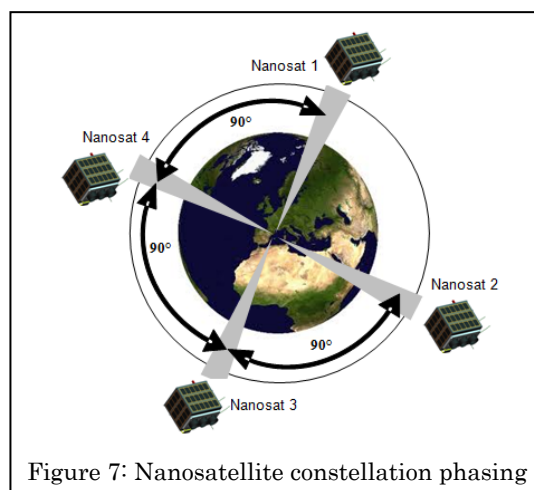 Nanosat 1
90°
Nanosat 4
90°
Nanosat 2
90°
Nanosat 3
Figure 7: Nanosatellite constellation phasing